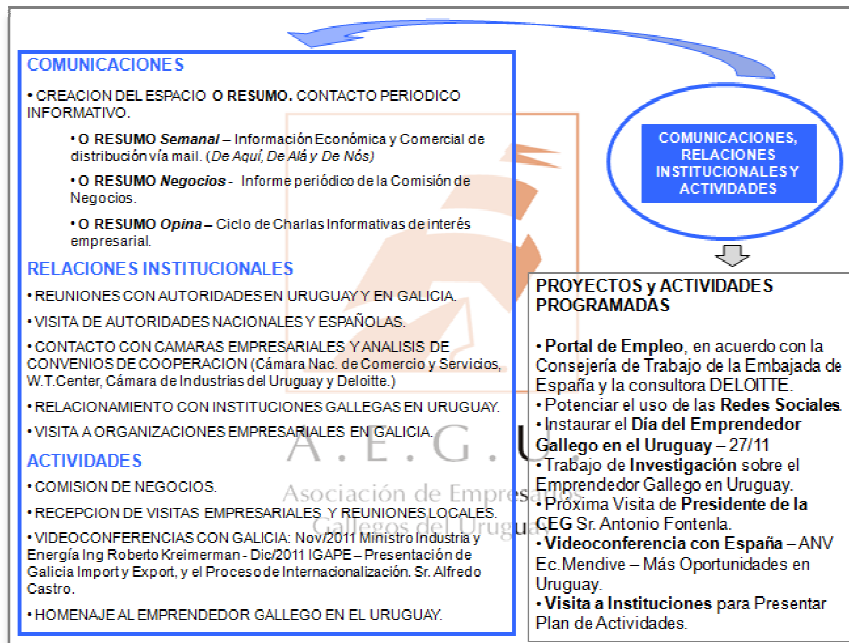 COMUNICACIONES
• CREACION DEL ESPACIO O RESUMO. CONTACTO PERIODICO
INFORMATIVO.
• O RESUMO Semanal – Información Económica y Comercial de
distribución vía mail. (De Aquí, De Alá y De Nós)
• O RESUMO Negocios - Informe periódico de la Comisión de
Negocios.
• O RESUMO Opina – Ciclo de Charlas Informativas de interés
empresarial.
RELACIONES INSTITUCIONALES
• REUNIONES CON AUTORIDADES EN URUGUAY Y EN GALICIA.
• VISITA DE AUTORIDADES NACIONALES Y ESPAÑOLAS.
• CONTACTO CON CAMARAS EMPRESARIALES Y ANALISIS DE
CONVENIOS DE COOPERACION (Cámara Nac. de Comercio y Servicios,
W.T.Center, Cámara de Industrias del Uruguay y Deloitte.)
• RELACIONAMIENTO CON INSTITUCIONES GALLEGAS EN URUGUAY.
• VISITA A ORGANIZACIONES EMPRESARIALES EN GALICIA.
ACTIVIDADES
• COMISION DE NEGOCIOS.
• RECEPCION DE VISITAS EMPRESARIALES Y REUNIONES LOCALES.
• VIDEOCONFERENCIAS CON GALICIA: Nov/2011 Ministro Industria y
Energía Ing Roberto Kreimerman - Dic/2011 IGAPE – Presentación de
Galicia Import y Export, y el Proceso de Internacionalización. Sr. Alfredo
Castro.
• HOMENAJE AL EMPRENDEDOR GALLEGO EN EL URUGUAY.
COMUNICACIONES,
RELACIONES
INSTITUCIONALES Y
ACTIVIDADES
PROYECTOS y ACTIVIDADES
PROGRAMADAS
• Portal de Empleo, en acuerdo con la
Consejería de Trabajo de la Embajada de
España y la consultora DELOITTE.
• Potenciar el uso de las Redes Sociales.
• Instaurar el Día del Emprendedor
Gallego en el Uruguay – 27/11
• Trabajo de Investigación sobre el
Emprendedor Gallego en Uruguay.
• Próxima Visita de Presidente de la
CEG Sr. Antonio Fontenla.
• Videoconferencia con España – ANV
Ec.Mendive – Más Oportunidades en
Uruguay.
• Visita a Instituciones para Presentar
Plan de Actividades.
A . E . G . U .
Asociación de Empresarios
Gallegos del Uruguay